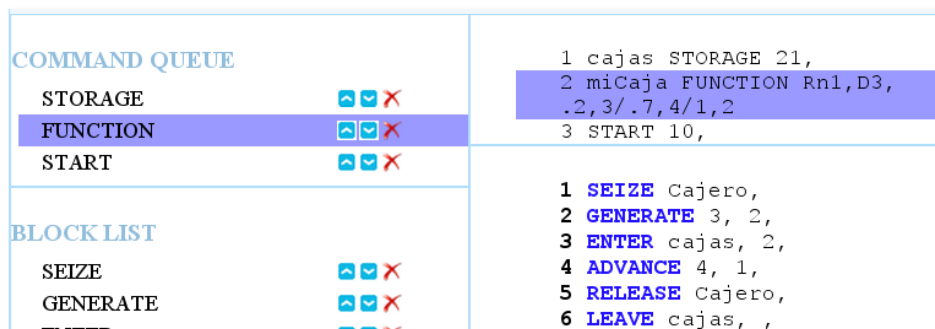 COMMAND QUEUE
STORAGE
FUNCTION
START
BLOCK LIST
SEIZE
GENERATE
1 cajas STORAGE 21,
2 miCaja FUNCTION Rn1,D3,
.2,3/.7,4/1,2
3 START 10,
1 SEIZE Cajero,
2 GENERATE 3, 2,
3 ENTER cajas, 2,
4 ADVANCE 4, 1,
5 RELEASE Cajero,
6 LEAVE cajas, ,